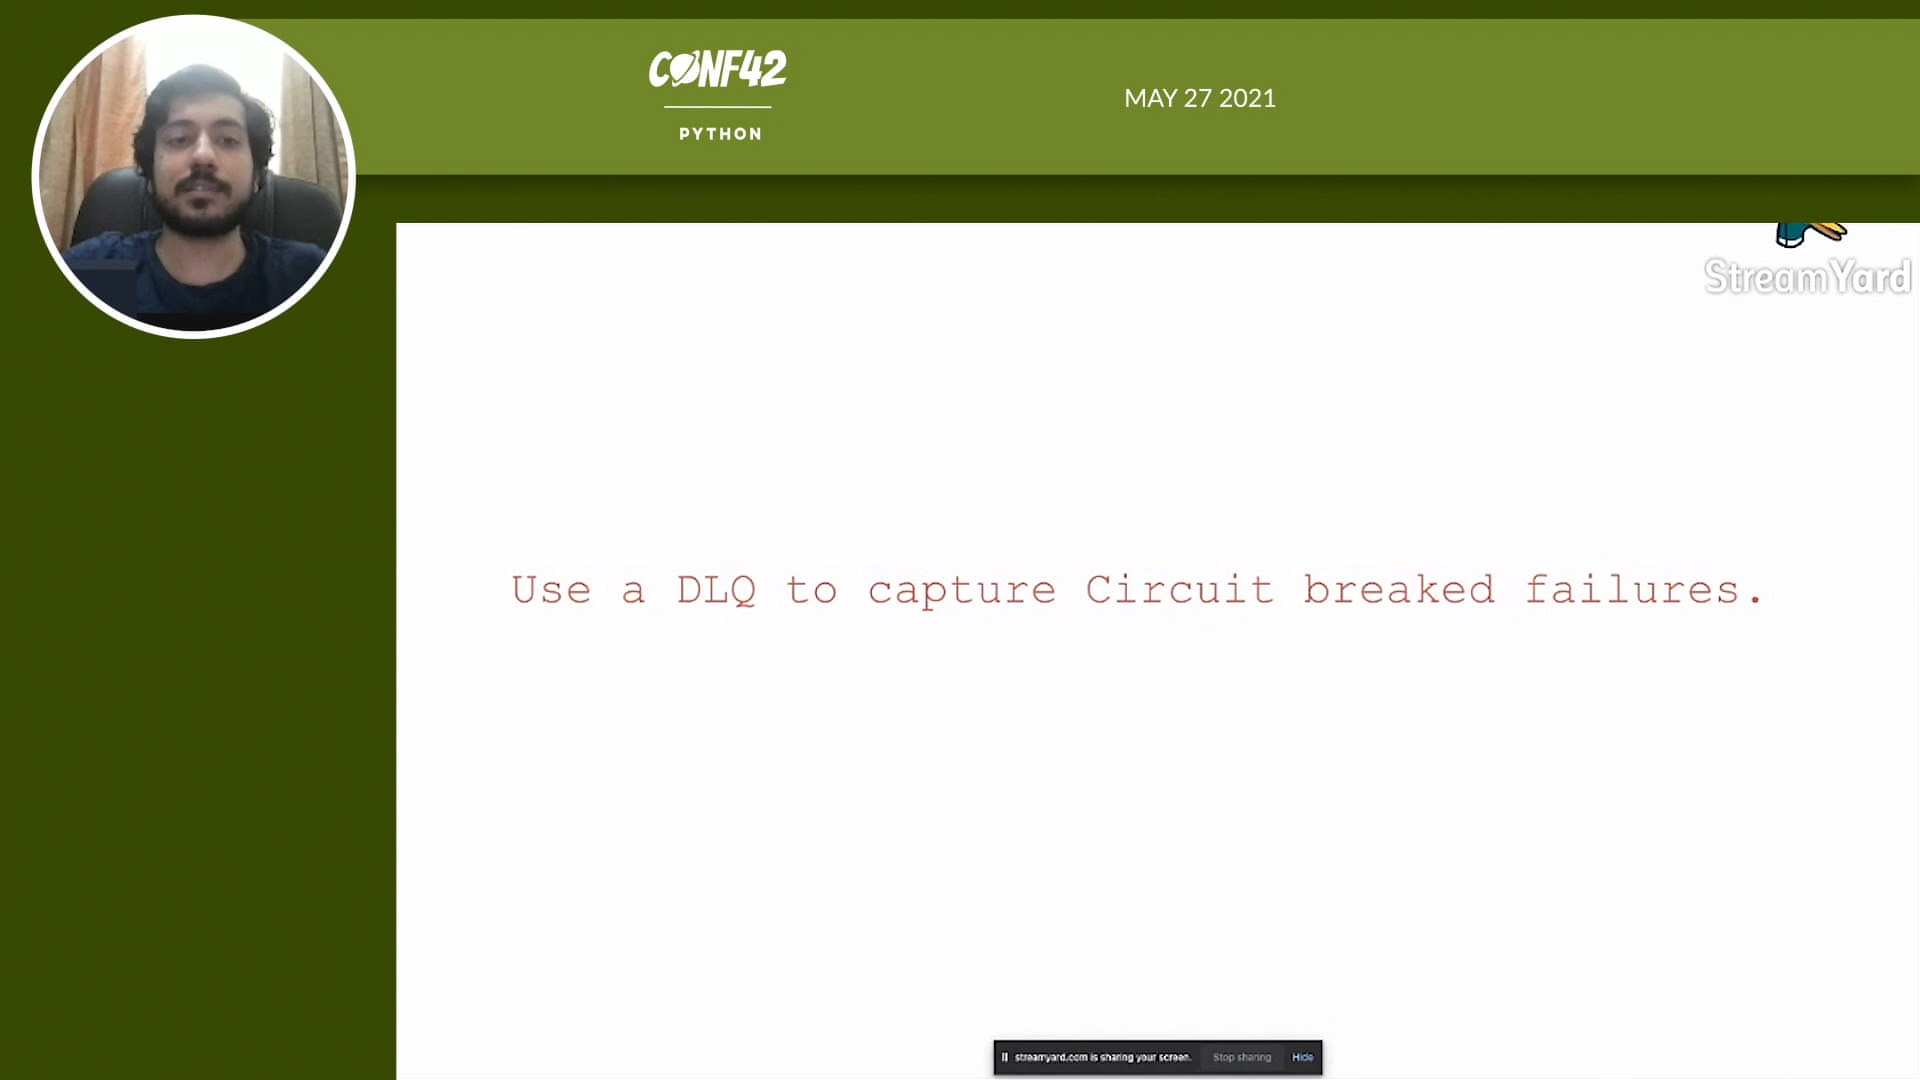 CONF42
PYTHON
MAY 27 2021
StreamYard
Use a DLQ to capture Circuit breaked failures.
streamyard.com is sharing your screen. Stop sharing Hide